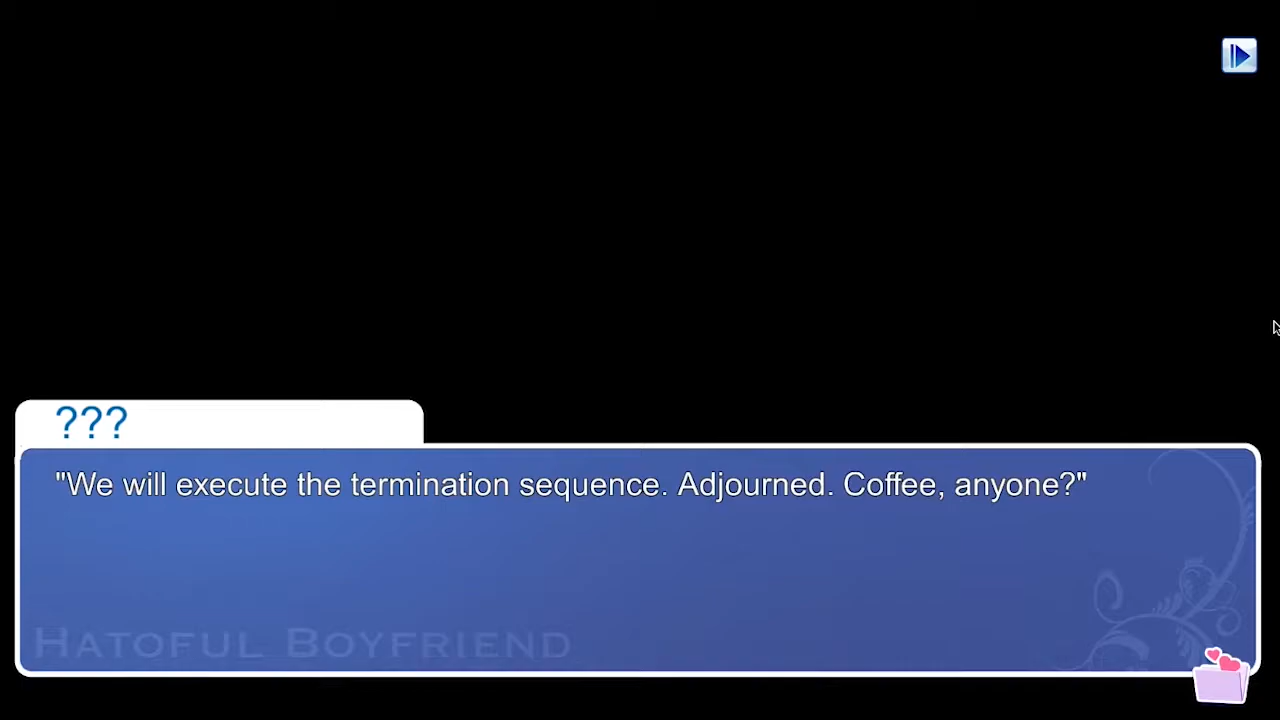 ???
"We will execute the termination sequence. Adjourned. Coffee, anyone?"
HATOFUL BOYFRIEND